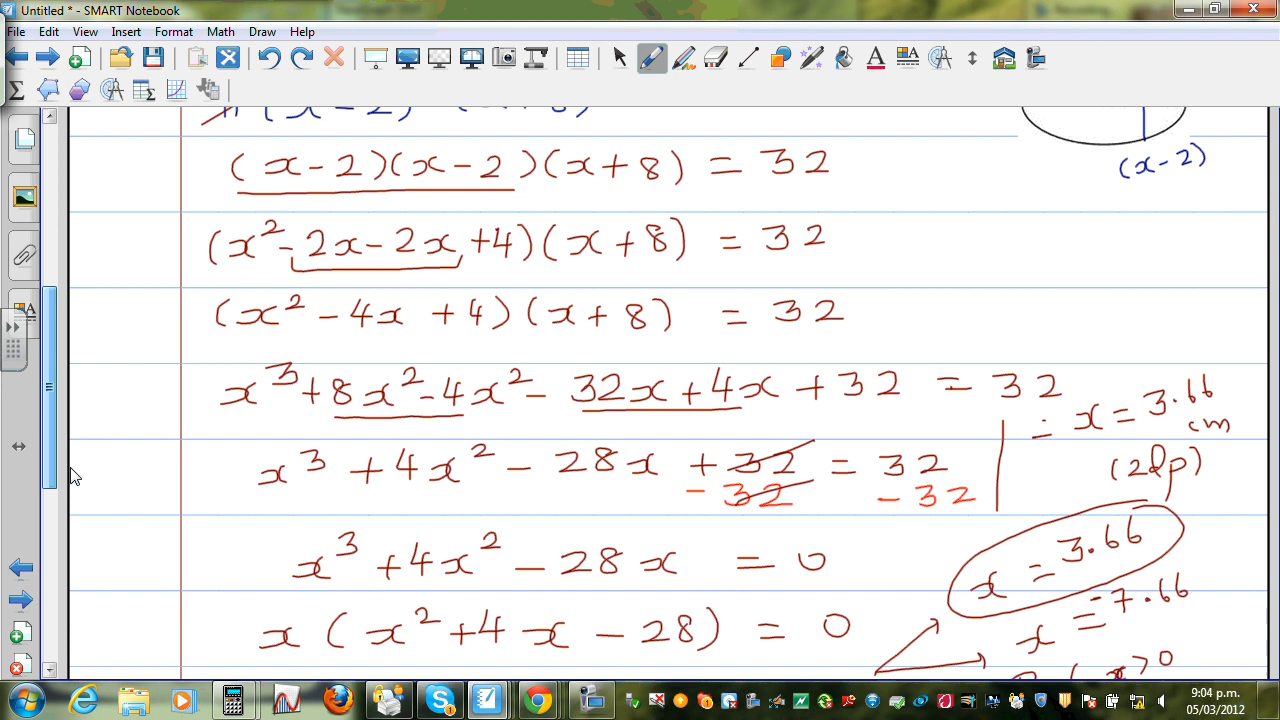 Untitled * - SMART Notebook
File Edit View Insert Format Math Draw Help
(x-2)(x-2)(x+8) = 32
(x-2)
(x² - 2x - 2x + 4)(x + 8) = 32
(x² - 4x + 4)(x + 8) = 32
x³ + 8x² - 4x² - 32x + 4x + 32 = 32
x = 3.66 cm
(2dp)
x³ + 4x² - 28x + 32 = 32
- 32 - 32
x³ + 4x² - 28x = 0
x = 3.66
x = -7.66
x(x² + 4x - 28) = 0
x > 0
9:04 p.m.
05/03/2012